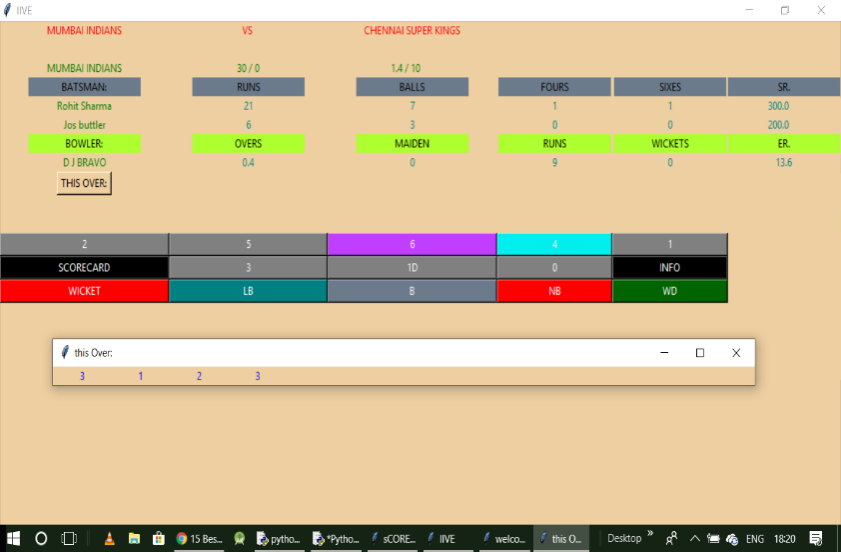 IIVE
MUMBAI INDIANS VS CHENNAI SUPER KINGS
MUMBAI INDIANS 30 / 0 1.4 / 10
BATSMAN: RUNS BALLS FOURS SIXES SR.
Rohit Sharma 21 7 1 1 300.0
Jos buttler 6 3 0 0 200.0
BOWLER: OVERS MAIDEN RUNS WICKETS ER.
D J BRAVO 0.4 0 9 0 13.6
THIS OVER:
2 5 6 4 1
SCORECARD 3 1D 0 INFO
WICKET LB B NB WD
this Over:
3 1 2 3
15 Bes... pytho... *Pytho... sCORE... IIVE welco... this O... Desktop » ENG 18:20